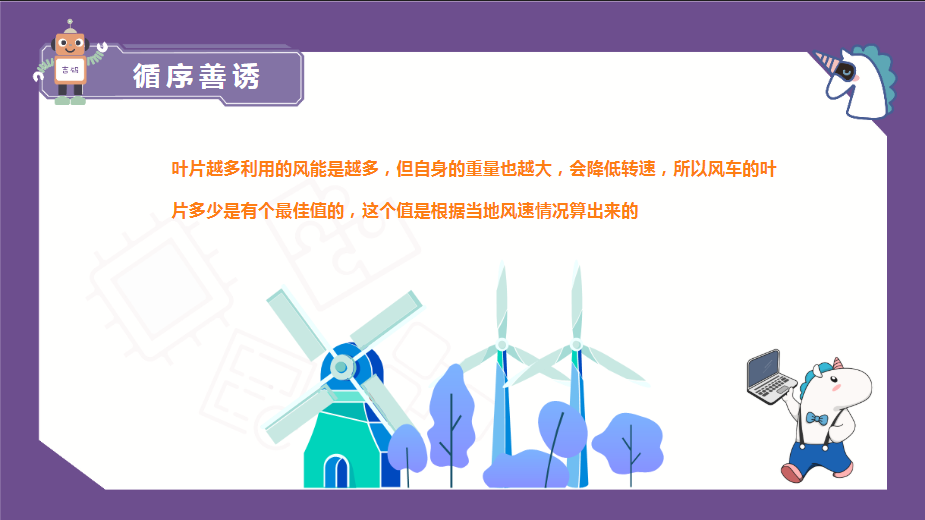 循序善诱
叶片越多利用的风能是越多，但自身的重量也越大，会降低转速，所以风车的叶
片多少是有个最佳值的，这个值是根据当地风速情况算出来的